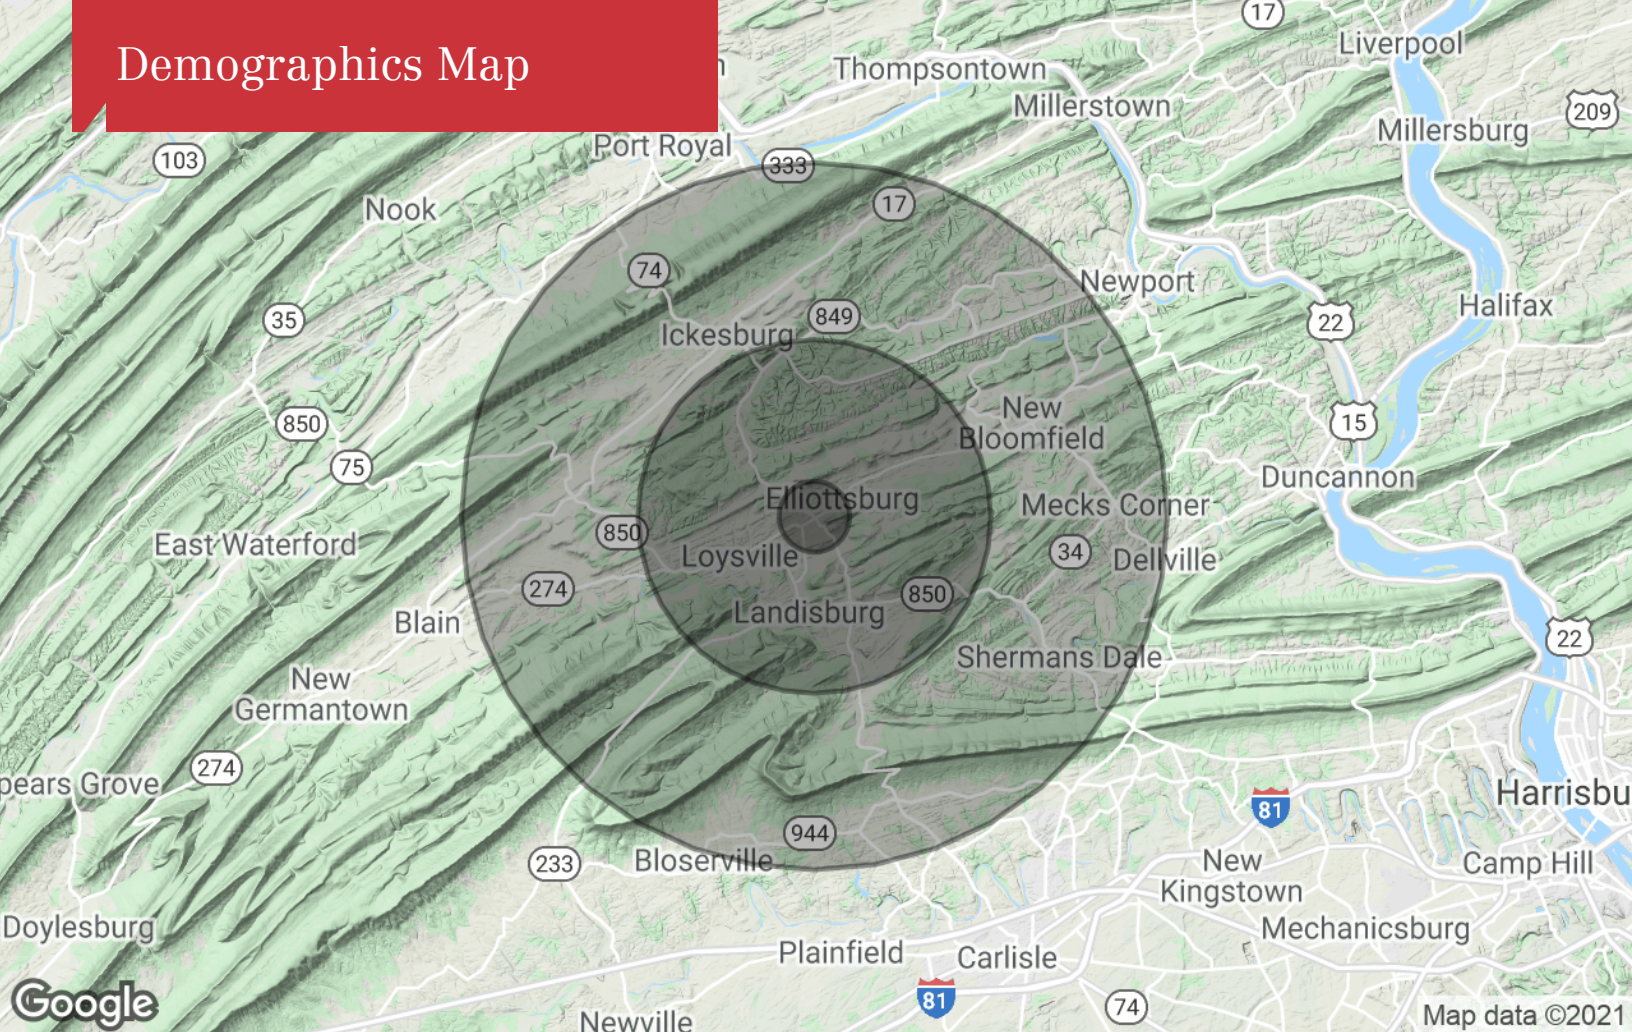 Demographics Map
17
Liverpool
Thompsontown
Millerstown
209
Millersburg
Port Royal
103
333
Nook
17
74
Newport
35
849
22
Halifax
Ickesburg
850
New
Bloomfield
15
75
Duncannon
Elliottsburg
Mecks Corner
850
East Waterford
Loysville
34
Dellville
274
850
Blain
Landisburg
22
Shermans Dale
New
Germantown
274
pears Grove
Harrisbu
81
944
233
Bloserville
New
Kingstown
Camp Hill
Doylesburg
Mechanicsburg
Plainfield
Carlisle
81
74
Google
Newville
Map data ©2021